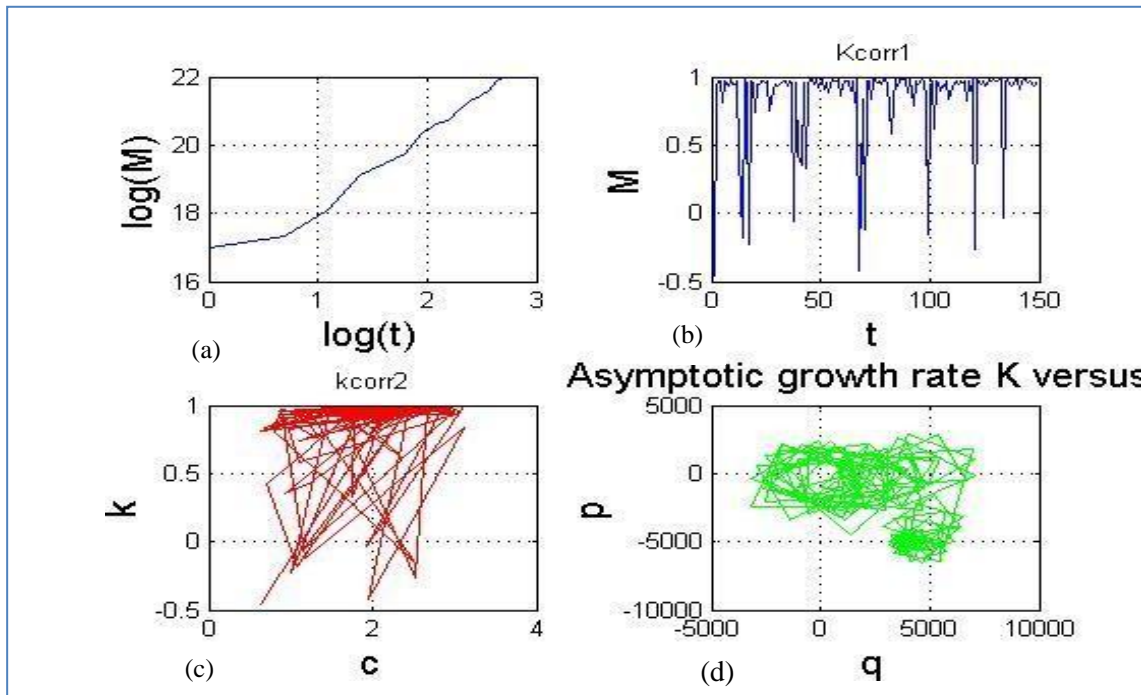 22
20
18
16
log(M)
0 1 2 3
log(t)
(a)
Kcorr1
1
0.5
0
-0.5
M
0 50 100 150
t
(b)
kcorr2
1
0.5
0
-0.5
k
0 2 4
c
(c)
Asymptotic growth rate K versus
5000
0
-5000
-10000
p
-5000 0 5000 10000
q
(d)